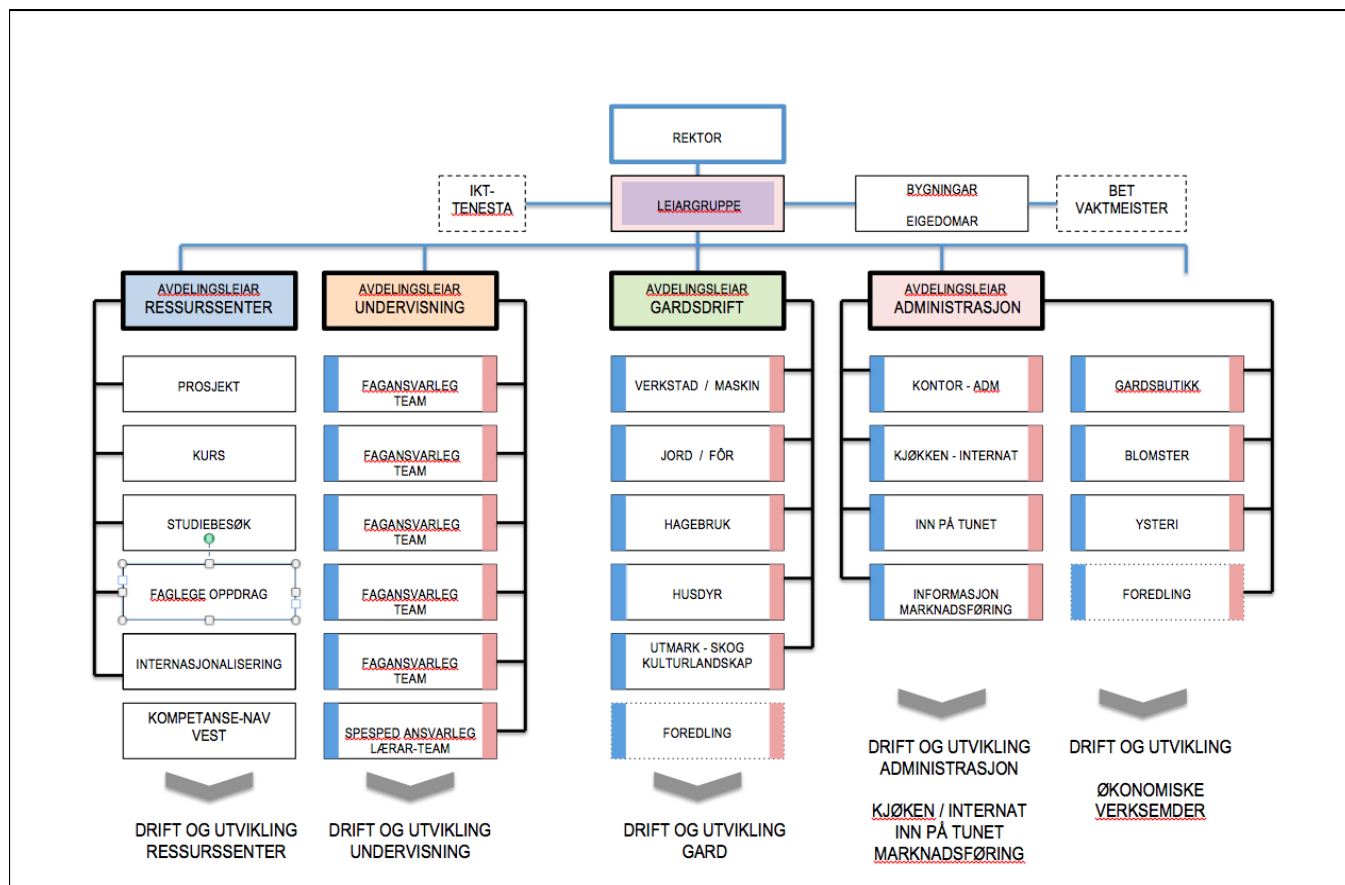 REKTOR
IKT-
TENESTA
LEIARGRUPPE
BYGNINGAR
EIGEDOMAR
BET
VAKTMEISTER
AVDELINGSLEIAR
RESSURSSENTER
AVDELINGSLEIAR
UNDERVISNING
AVDELINGSLEIAR
GARDSDRIFT
AVDELINGSLEIAR
ADMINISTRASJON
PROSJEKT
KURS
STUDIEBESØK
FAGLEGE OPPDRAG
INTERNASJONALISERING
KOMPETANSE-NAV
VEST
DRIFT OG UTVIKLING
RESSURSSENTER
FAGANSVARLEG
TEAM
FAGANSVARLEG
TEAM
FAGANSVARLEG
TEAM
FAGANSVARLEG
TEAM
FAGANSVARLEG
TEAM
SPESPED ANSVARLEG
LÆRAR-TEAM
DRIFT OG UTVIKLING
UNDERVISNING
VERKSTAD / MASKIN
JORD / FÔR
HAGEBRUK
HUSDYR
UTMARK - SKOG
KULTURLANDSKAP
FOREDLING
DRIFT OG UTVIKLING
GARD
KONTOR - ADM
KJØKKEN - INTERNAT
INN PÅ TUNET
INFORMASJON
MARKNADSFØRING
DRIFT OG UTVIKLING
ADMINISTRASJON
KJØKEN / INTERNAT
INN PÅ TUNET
MARKNADSFØRING
GARDSBUTIKK
BLOMSTER
YSTERI
FOREDLING
DRIFT OG UTVIKLING
ØKONOMISKE
VERKSEMDER